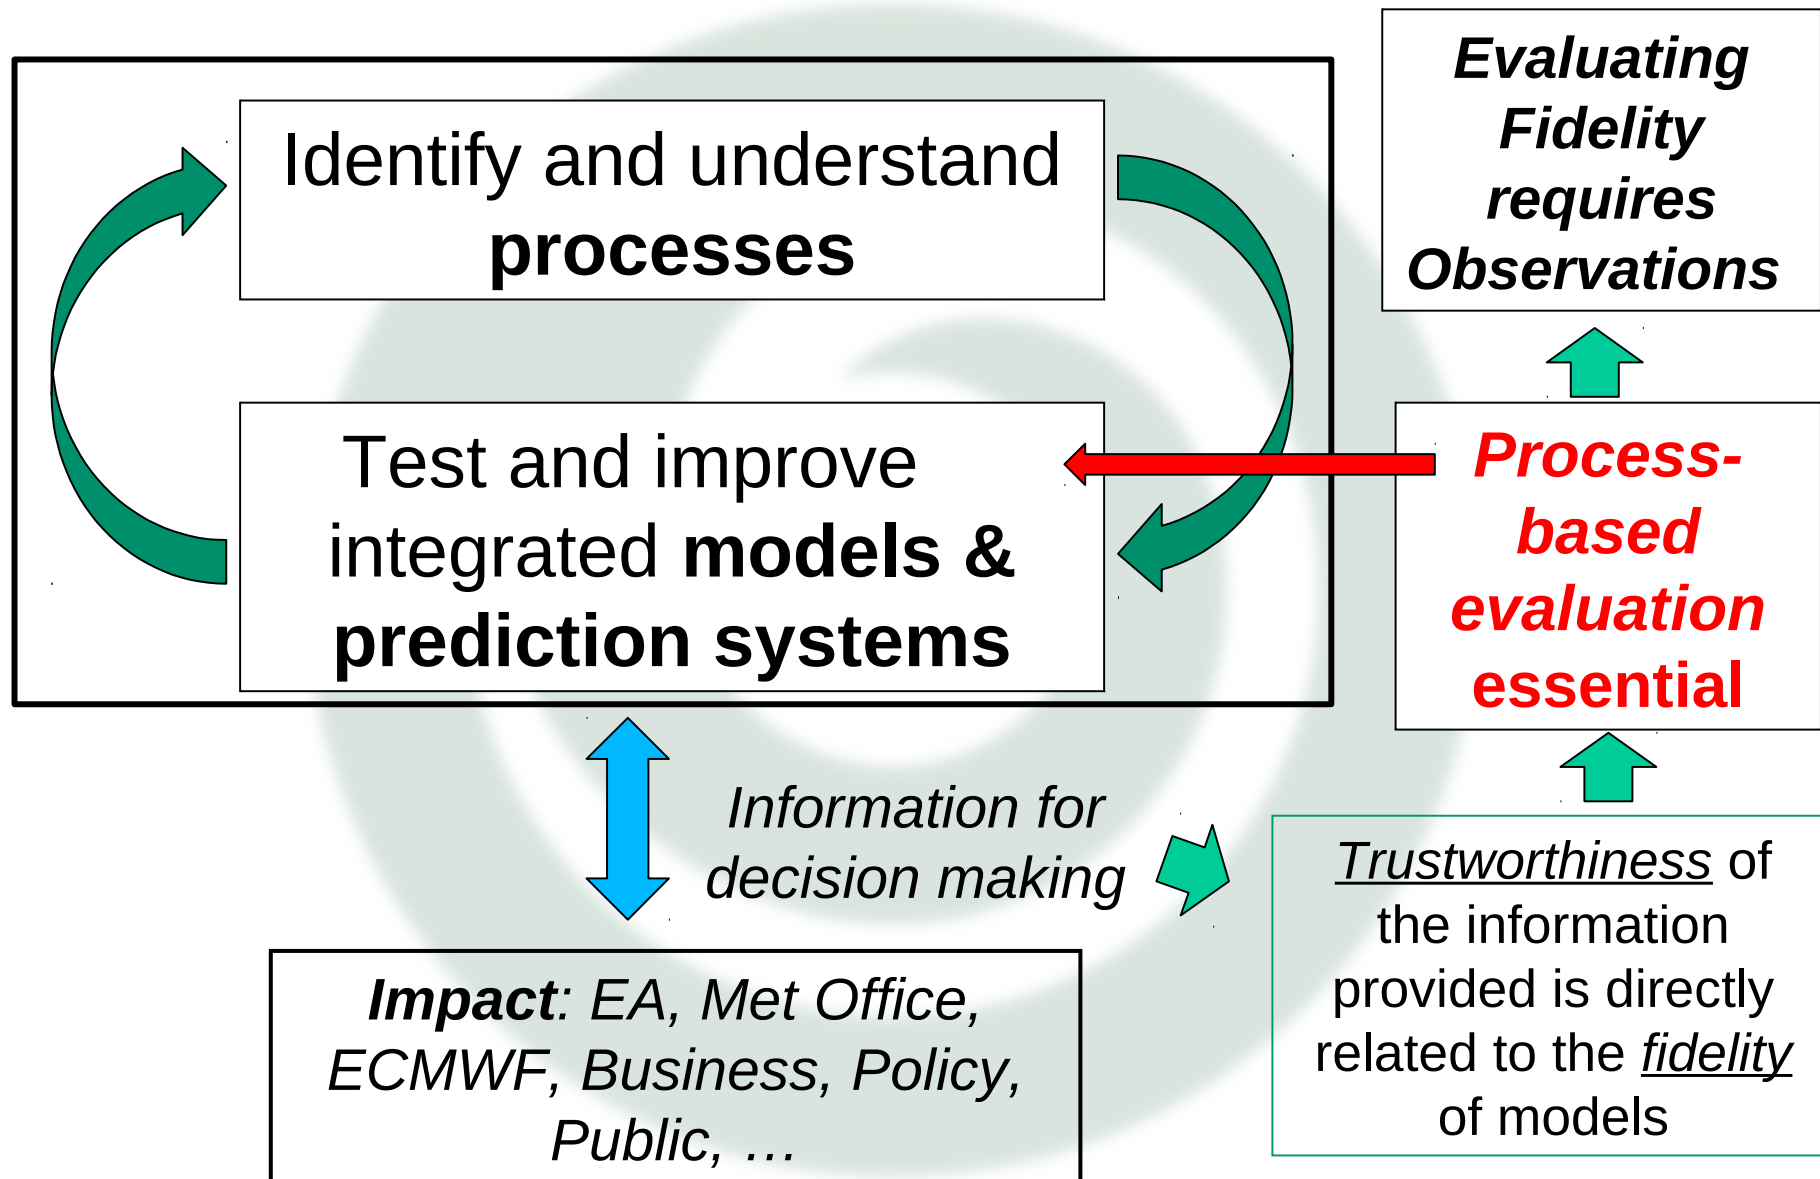 Identify and understand
processes
Test and improve
integrated models &
prediction systems
Information for
decision making
Impact: EA, Met Office,
ECMWF, Business, Policy,
Public, …
Evaluating
Fidelity
requires
Observations
Process-
based
evaluation
essential
Trustworthiness of
the information
provided is directly
related to the fidelity
of models